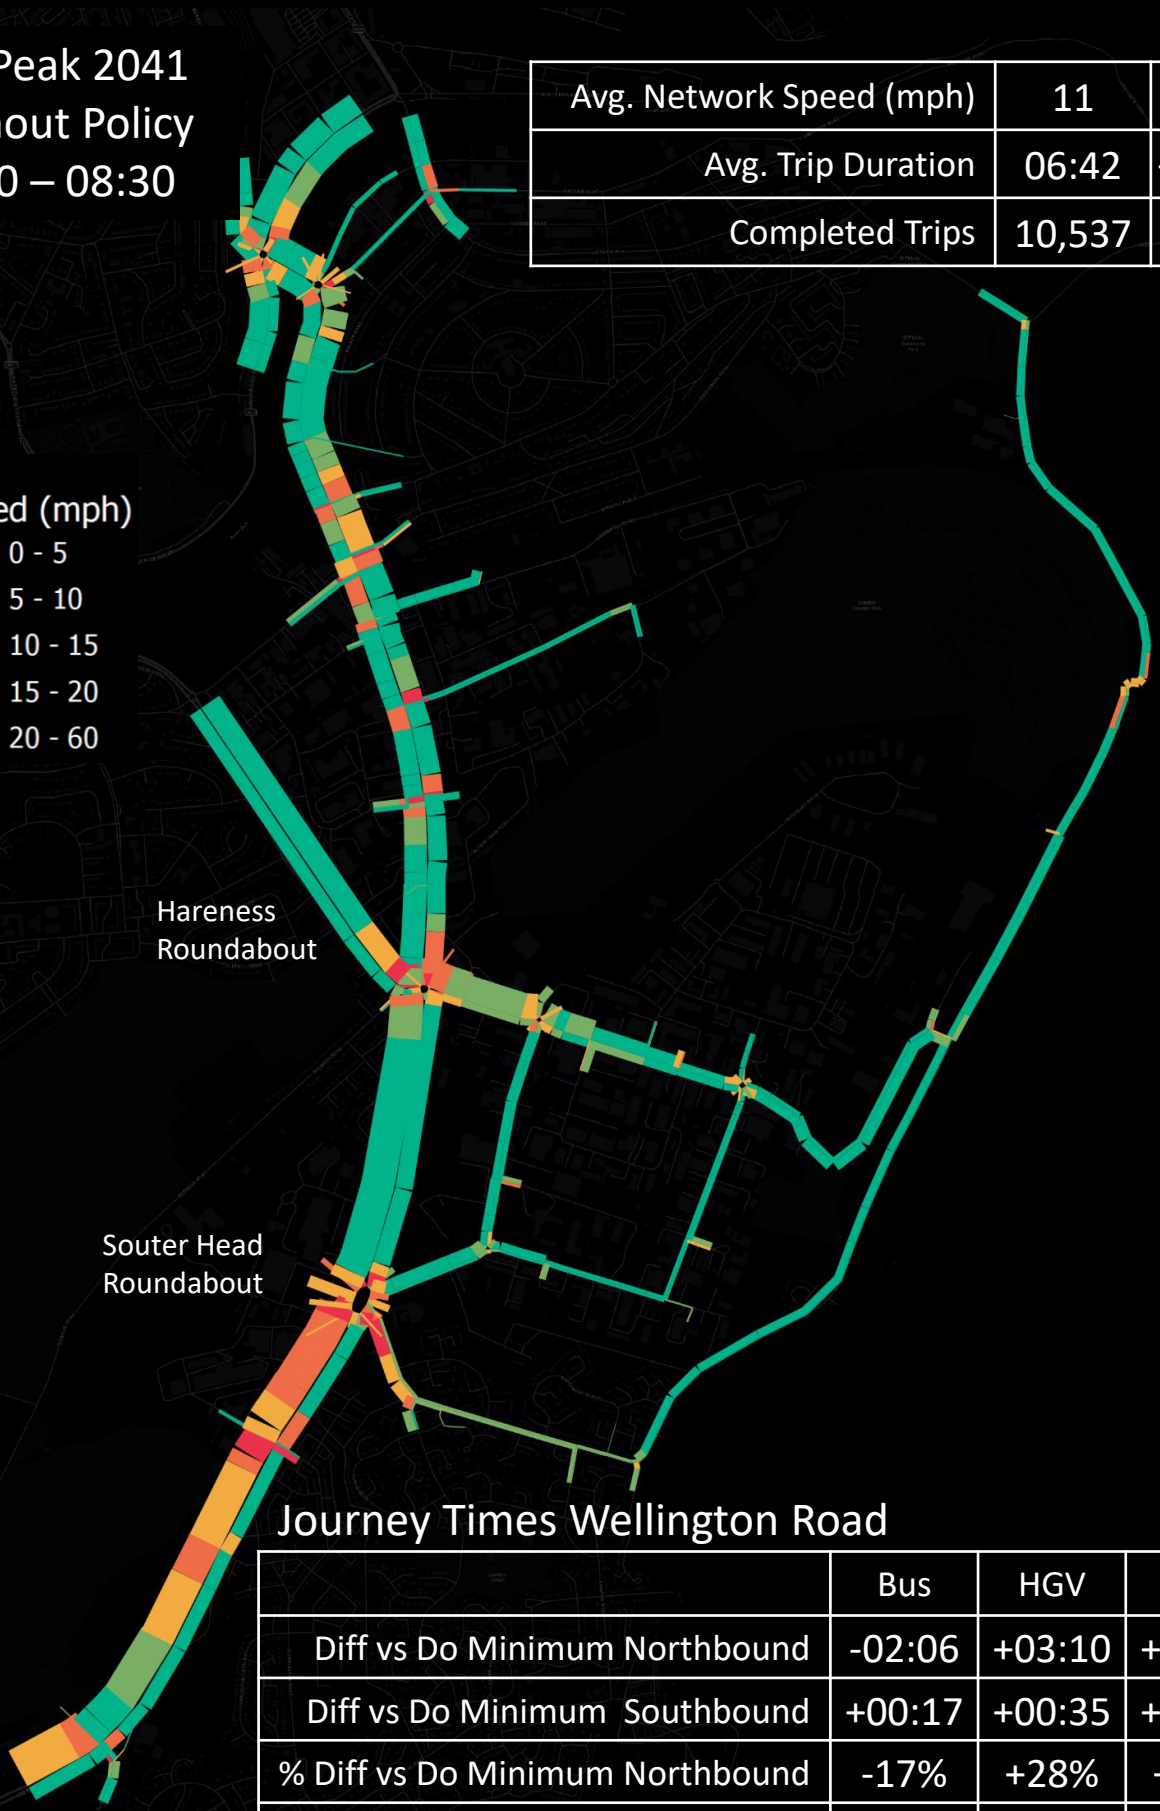 Peak 2041
out Policy
0 – 08:30
Avg. Network Speed (mph) 11
Avg. Trip Duration 06:42
Completed Trips 10,537
ed (mph)
0 - 5
5 - 10
10 - 15
15 - 20
20 - 60
Hareness
Roundabout
Souter Head
Roundabout
Journey Times Wellington Road
Bus HGV
Diff vs Do Minimum Northbound -02:06 +03:10 +
Diff vs Do Minimum Southbound +00:17 +00:35 +
% Diff vs Do Minimum Northbound -17% +28%